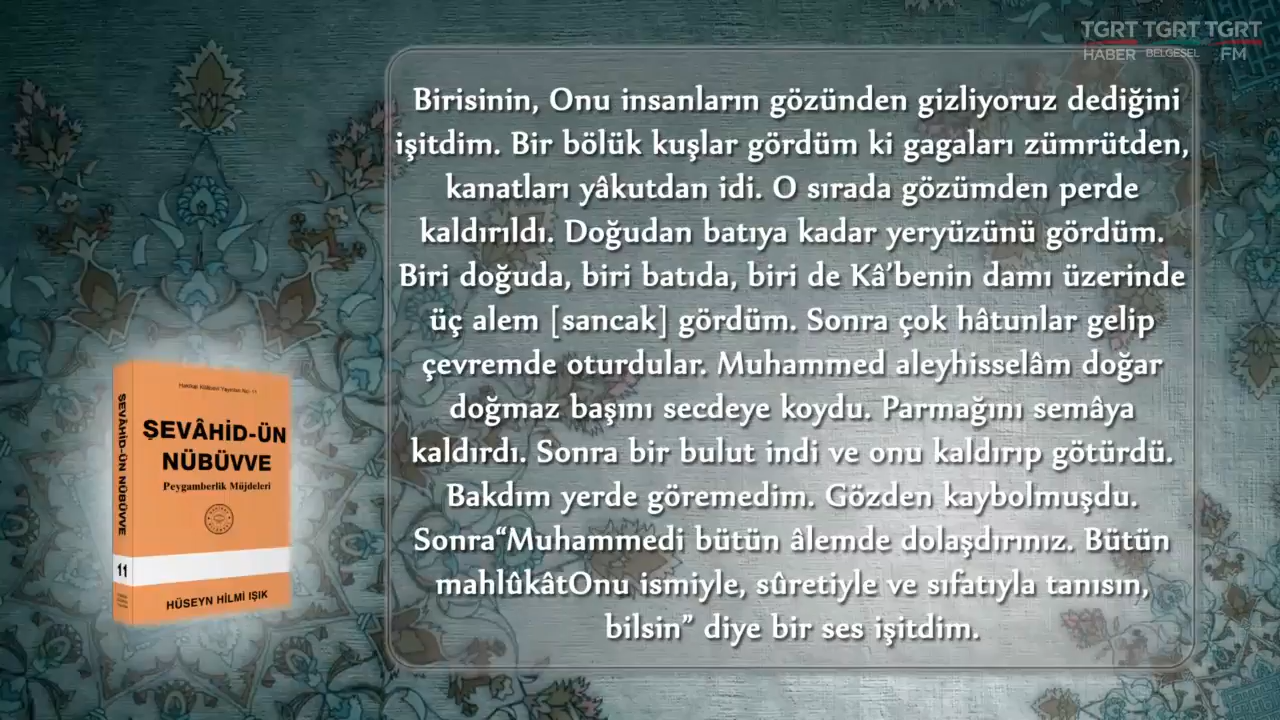 TGRT TGRT TGRT
HABER BELGESEL FM
Birisinin, Onu insanların gözünden gizliyoruz dediğini
işitdim. Bir bölük kuşlar gördüm ki gagaları zümrütden,
kanatları yâkutdan idi. O sırada gözümden perde
kaldırıldı. Doğudan batıya kadar yeryüzünü gördüm.
Biri doğuda, biri batıda, biri de Kâ’benin damı üzerinde
üç alem [sancak] gördüm. Sonra çok hâtunlar gelip
çevremde oturdular. Muhammed aleyhisselâm doğar
doğmaz başını secdeye koydu. Parmağını semâya
kaldırdı. Sonra bir bulut indi ve onu kaldırıp götürdü.
Bakdım yerde göremedim. Gözden kaybolmuşdu.
Sonra“Muhammedi bütün âlemde dolaşdırınız. Bütün
mahlûkâtOnu ismiyle, sûretiyle ve sıfatıyla tanısın,
bilsin” diye bir ses işitdim.
Hakîkat Kitâbevi Yayınları No: 11
ŞEVÂHİD-ÜN
NÜBÜVVE
Peygamberlik Müjdeleri
HÜSEYN HİLMİ IŞIK
ŞEVÂHİD-ÜN NÜBÜVVE
11